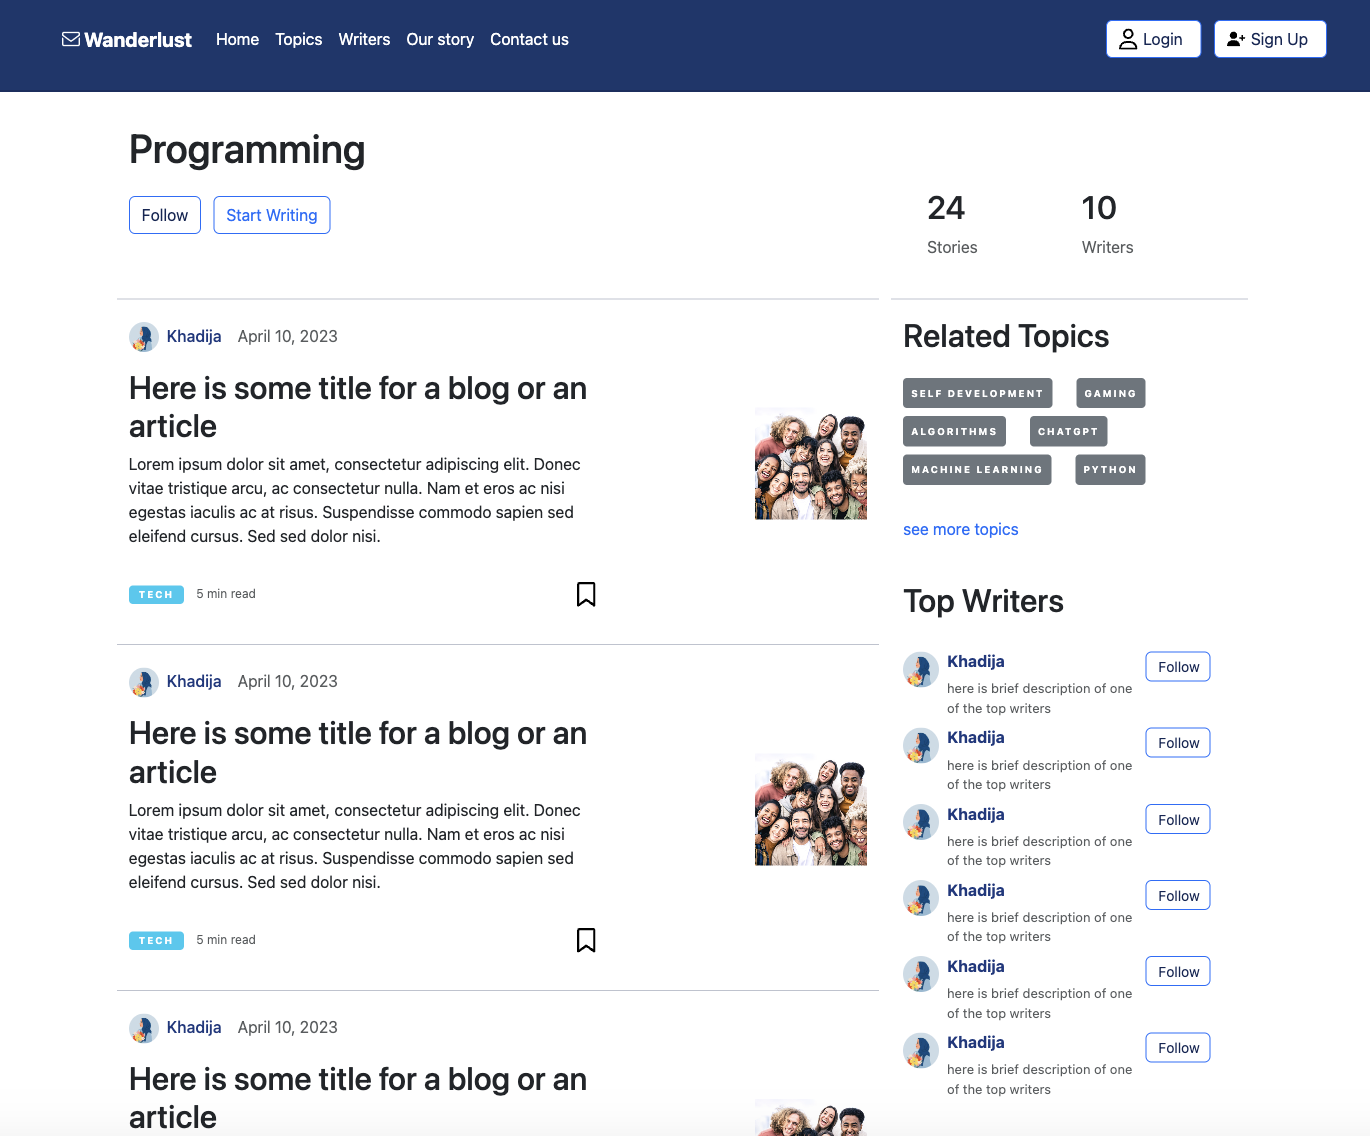 Wanderlust Home Topics Writers Our story Contact us Login Sign Up
Programming
Follow Start Writing
24 10
Stories Writers
Khadija April 10, 2023
Here is some title for a blog or an
article
Lorem ipsum dolor sit amet, consectetur adipiscing elit. Donec
vitae tristique arcu, ac consectetur nulla. Nam et eros ac nisi
egestas iaculis ac at risus. Suspendisse commodo sapien sed
eleifend cursus. Sed sed dolor nisi.
TECH 5 min read
Khadija April 10, 2023
Here is some title for a blog or an
article
Lorem ipsum dolor sit amet, consectetur adipiscing elit. Donec
vitae tristique arcu, ac consectetur nulla. Nam et eros ac nisi
egestas iaculis ac at risus. Suspendisse commodo sapien sed
eleifend cursus. Sed sed dolor nisi.
TECH 5 min read
Khadija April 10, 2023
Here is some title for a blog or an
article
Related Topics
SELF DEVELOPMENT GAMING
ALGORITHMS CHATGPT
MACHINE LEARNING PYTHON
see more topics
Top Writers
Khadija Follow
here is brief description of one
of the top writers
Khadija Follow
here is brief description of one
of the top writers
Khadija Follow
here is brief description of one
of the top writers
Khadija Follow
here is brief description of one
of the top writers
Khadija Follow
here is brief description of one
of the top writers
Khadija Follow
here is brief description of one
of the top writers